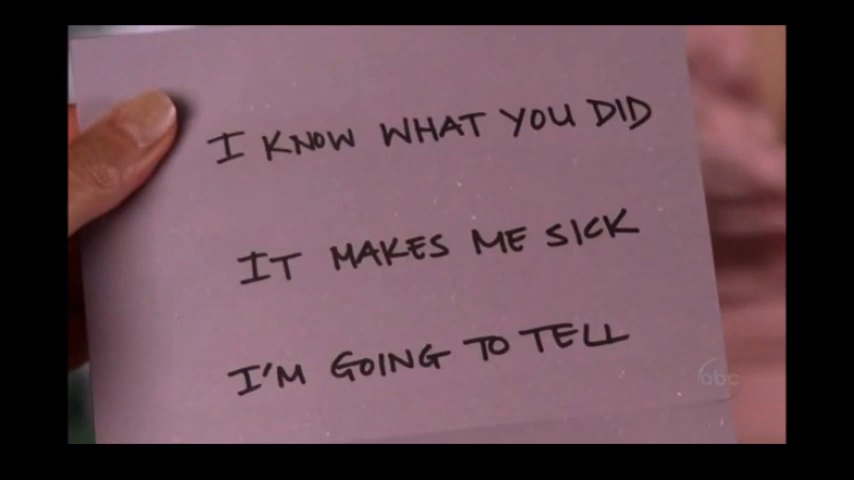 I KNOW WHAT YOU DID
IT MAKES ME SICK
I'M GOING TO TELL
abc